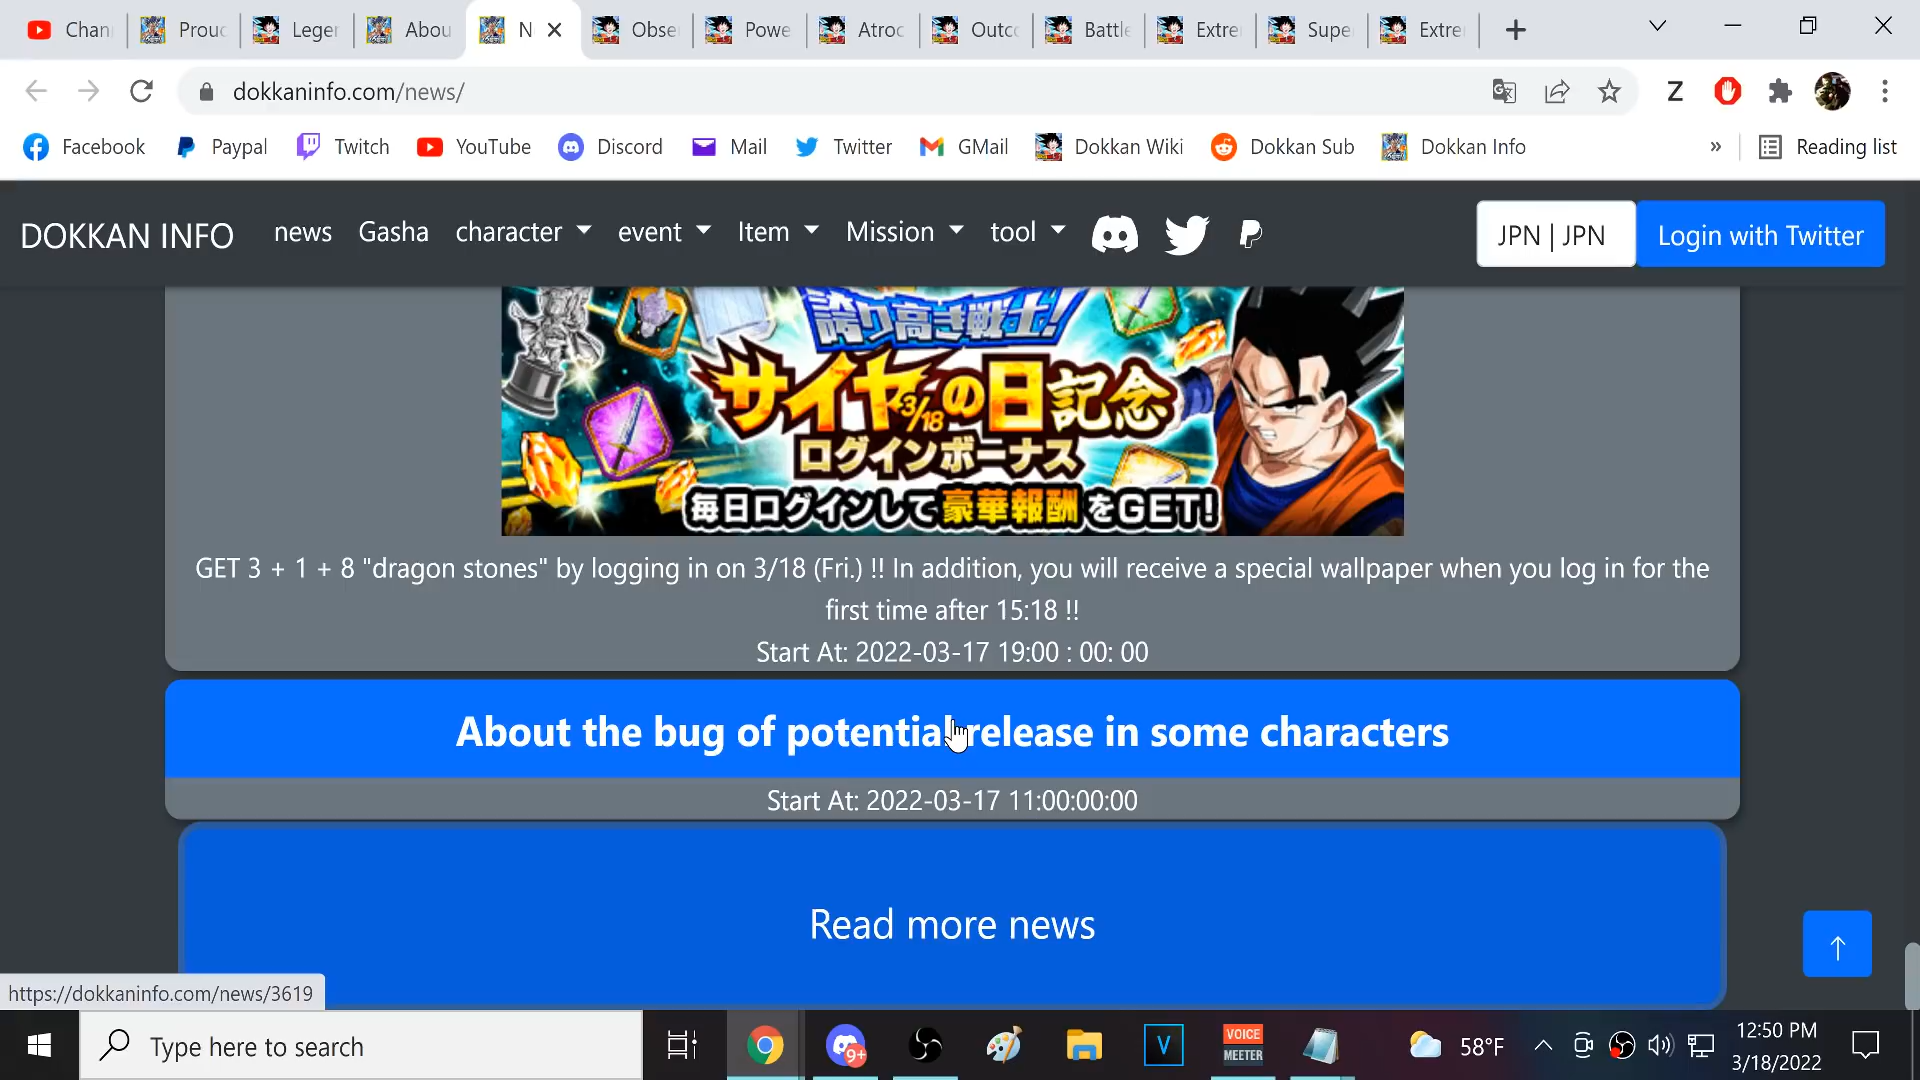 Chan
Prou
Leger
Abou
N
Obse
Powe
Atroc
Outco
Battle
Extre
Supe
Extre
dokkaninfo.com/news/
Z
Facebook
Paypal
Twitch
YouTube
Discord
Mail
Twitter
GMail
Dokkan Wiki
Dokkan Sub
Dokkan Info
»
Reading list
DOKKAN INFO
news
Gasha
character
event
Item
Mission
tool
JPN | JPN
Login with Twitter
誇り高き戦士!
サイヤの日記念
3/18
ログインボーナス
毎日ログインして豪華報酬をGET!
GET 3 + 1 + 8 "dragon stones" by logging in on 3/18 (Fri.) !! In addition, you will receive a special wallpaper when you log in for the
first time after 15:18 !!
Start At: 2022-03-17 19:00 : 00: 00
About the bug of potential release in some characters
Start At: 2022-03-17 11:00:00:00
Read more news
https://dokkaninfo.com/news/3619
Type here to search
9+
V
VOICE
MEETER
58°F
12:50 PM
3/18/2022